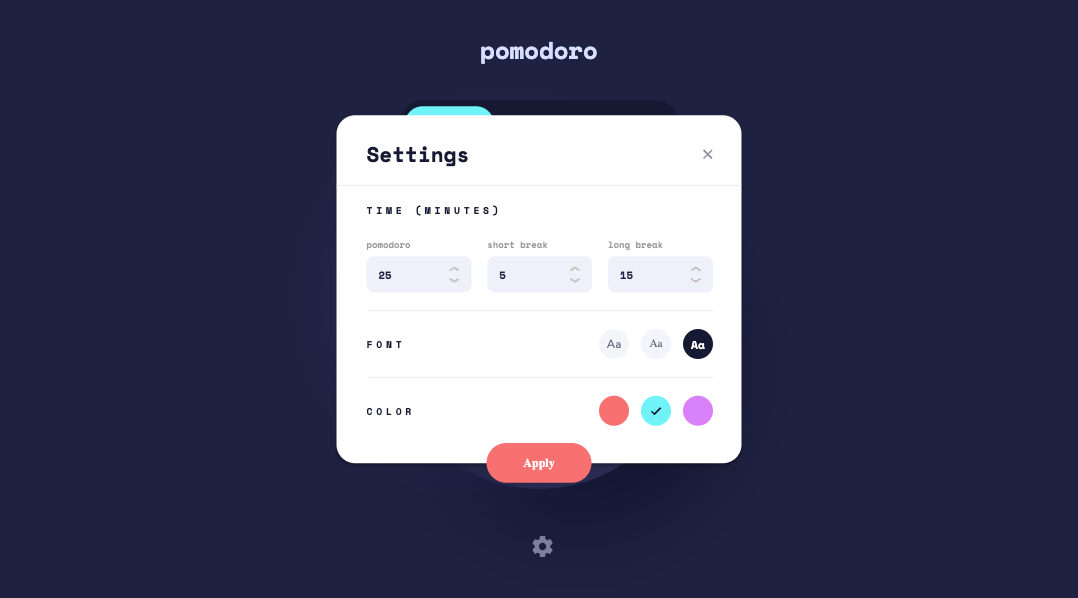 pomodoro
Settings
TIME (MINUTES)
pomodoro short break long break
25 5 15
FONT Aa Aa Aa
COLOR
Apply